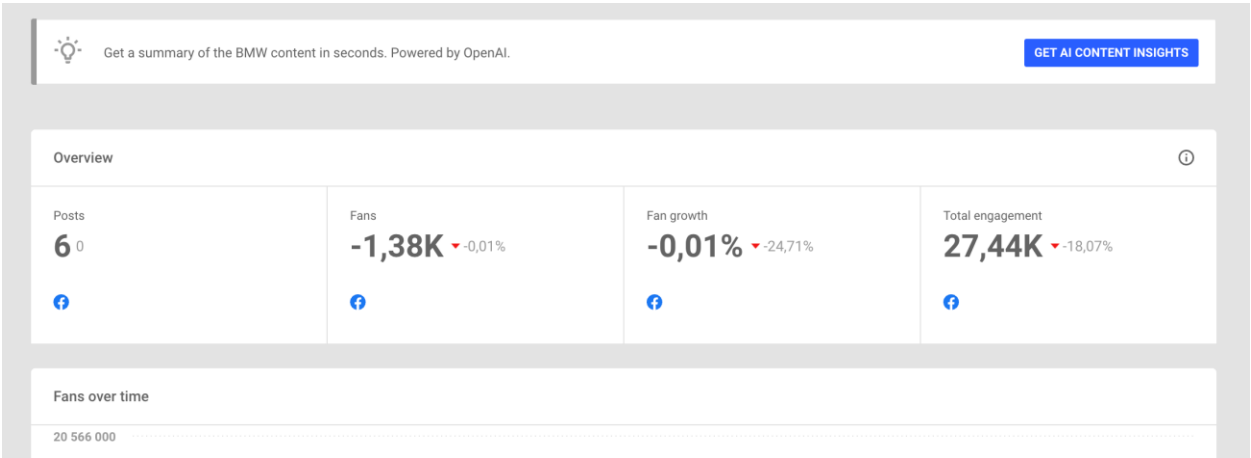 Get a summary of the BMW content in seconds. Powered by OpenAI.
GET AI CONTENT INSIGHTS
Overview
Posts
6 0
Fans
-1,38K -0,01%
Fan growth
-0,01% -24,71%
Total engagement
27,44K -18,07%
Fans over time
20 566 000